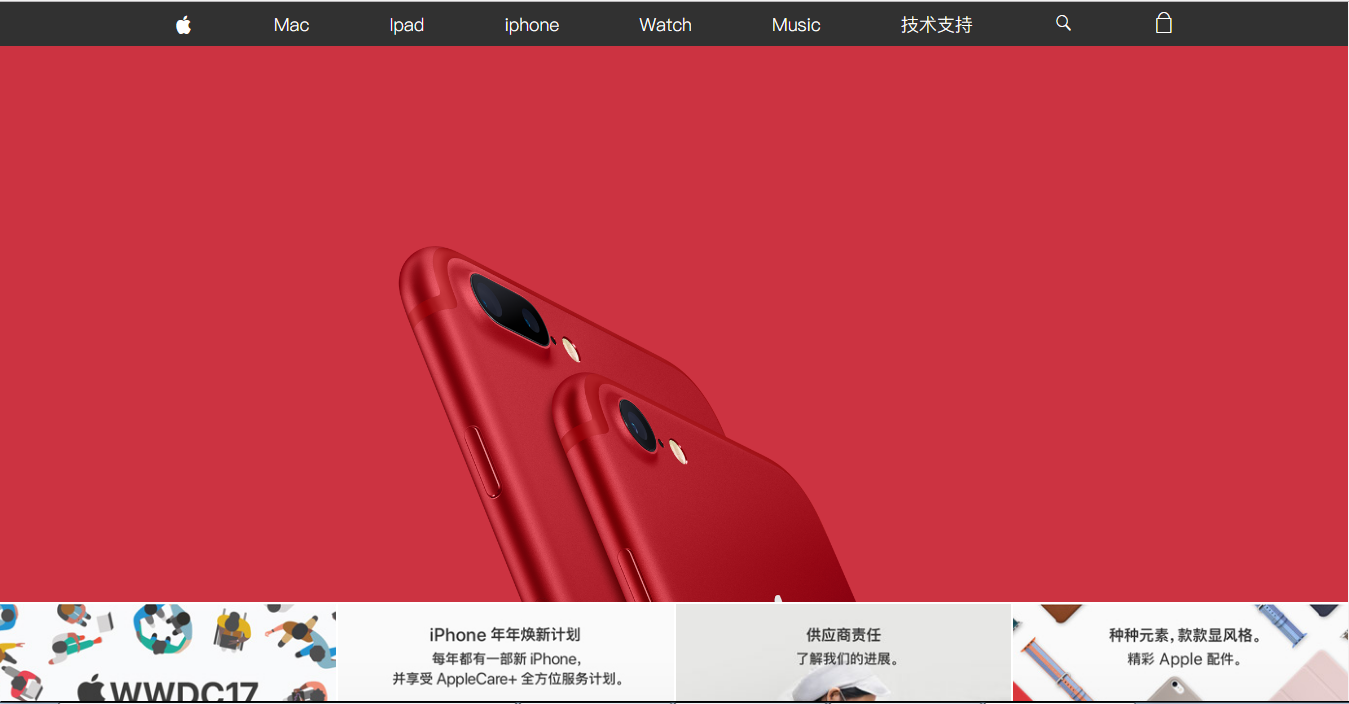 Mac Ipad iphone Watch Music 技术支持
WWDC17
iPhone 年年焕新计划
每年都有一部新 iPhone，
并享受 AppleCare+ 全方位服务计划。
供应商责任
了解我们的进展。
种种元素，款款显风格。
精彩 Apple 配件。